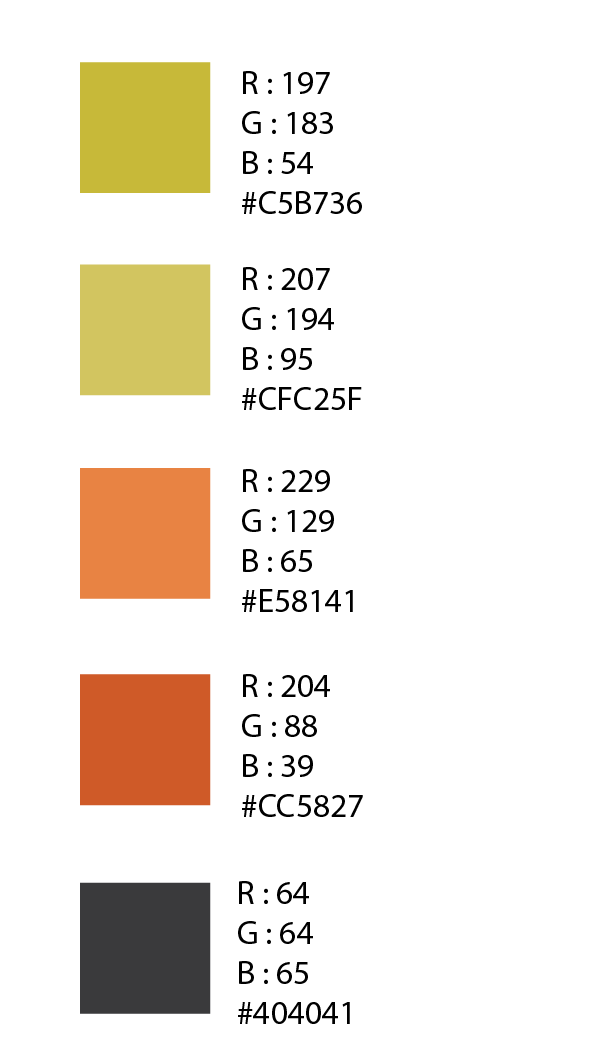 R : 197
G : 183
B : 54
#C5B736
R : 207
G : 194
B : 95
#CFC25F
R : 229
G : 129
B : 65
#E58141
R : 204
G : 88
B : 39
#CC5827
R : 64
G : 64
B : 65
#404041